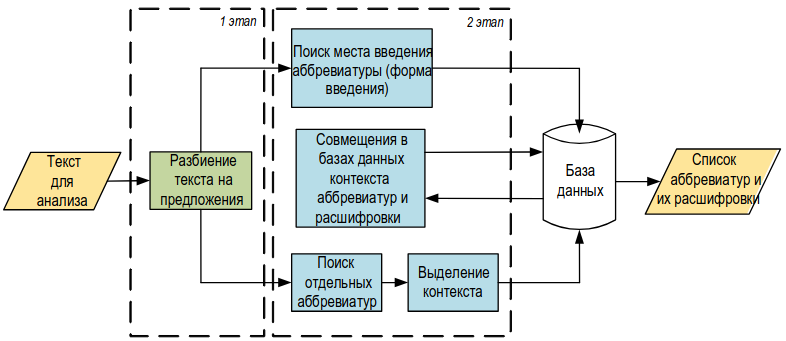 1 этап
2 этап
Поиск места введения
аббревиатуры (форма
введения)
Текст
для
анализа
Разбиение
текста на
предложения
Совмещения в
базах данных
контекста
аббревиатур и
расшифровки
База
данных
Список
аббревиатур и
их расшифровки
Поиск
отдельных
аббревиатур
Выделение
контекста